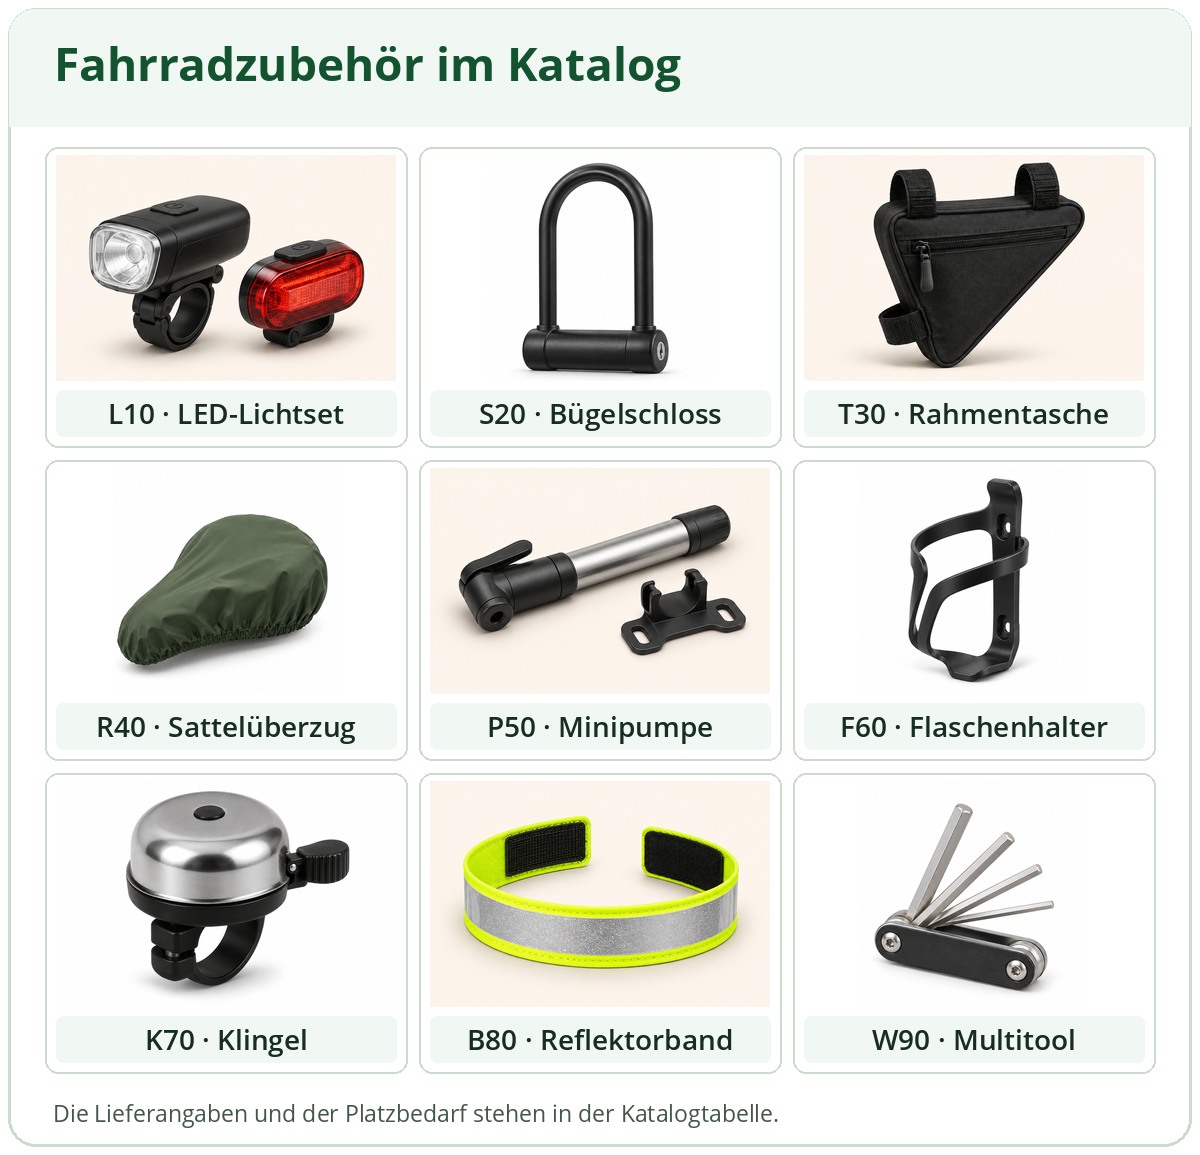 Fahrradzubehör im Katalog
L10 · LED-Lichtset
S20 · Bügelschloss
T30 · Rahmentasche
R40 · Sattelüberzug
P50 · Minipumpe
F60 · Flaschenhalter
K70 · Klingel
B80 · Reflektorband
W90 · Multitool
Die Lieferangaben und der Platzbedarf stehen in der Katalogtabelle.